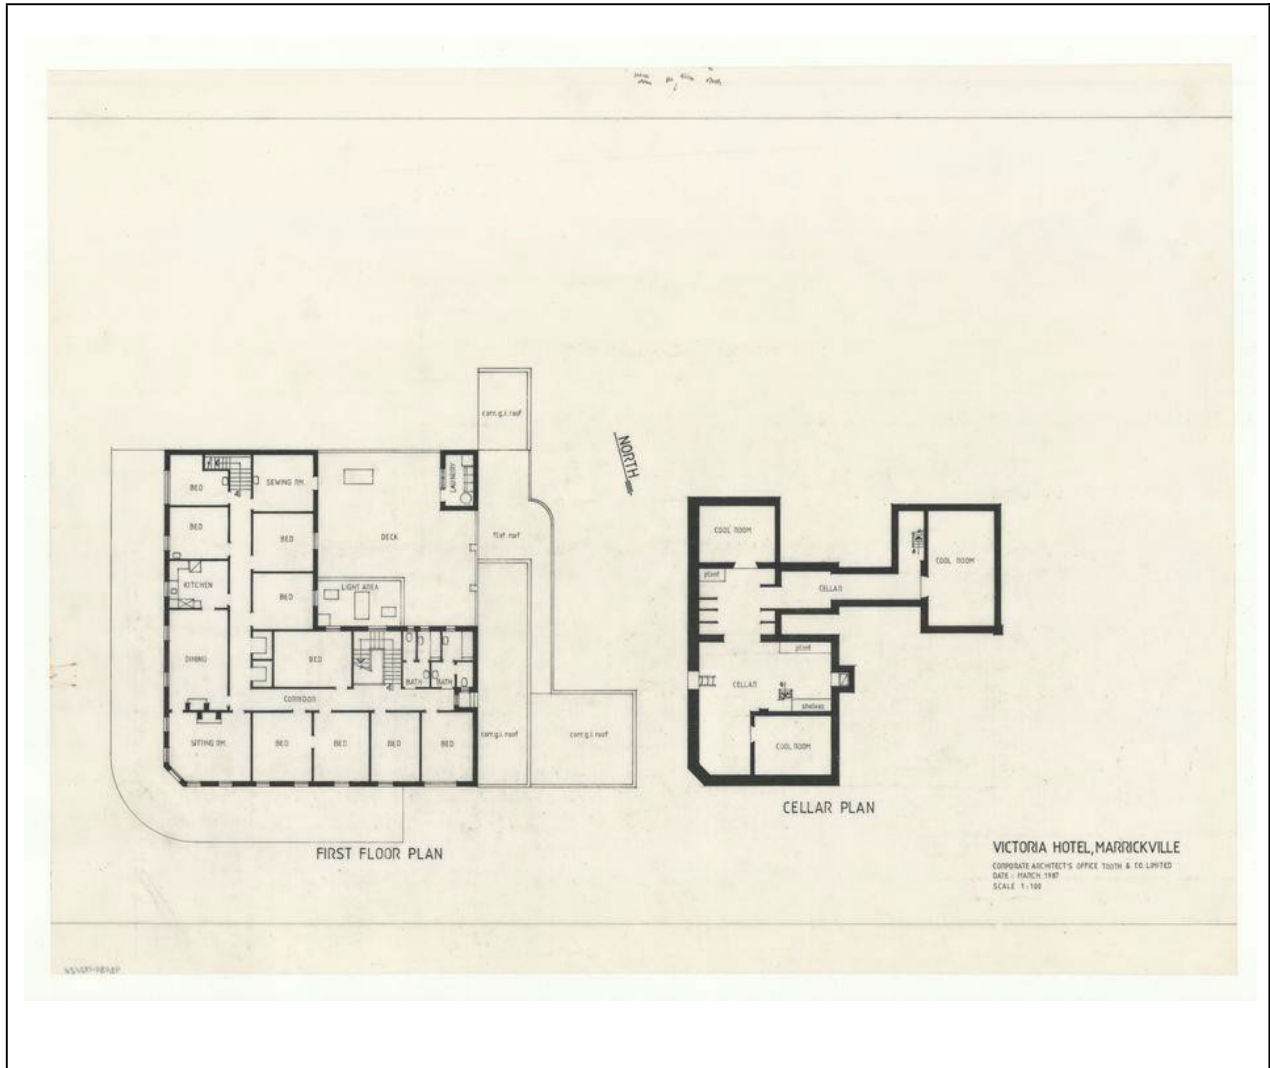 corr. g.i. roof
NORTH
BED
SEWING RM.
LAUNDRY
BED
BED
DECK
flat roof
KITCHEN
LIGHT AREA
BED
DINING
BED
BATH
BATH
CORRIDOR
SITTING RM.
BED
BED
BED
BED
corr. g.i. roof
corr. g.i. roof
FIRST FLOOR PLAN
COOL ROOM
plant
CELLAR
COOL ROOM
plant
CELLAR
shelves
COOL ROOM
CELLAR PLAN
VICTORIA HOTEL, MARRICKVILLE
CORPORATE ARCHITECT'S OFFICE TOOTH & CO. LIMITED
DATE : MARCH 1987
SCALE 1 : 100